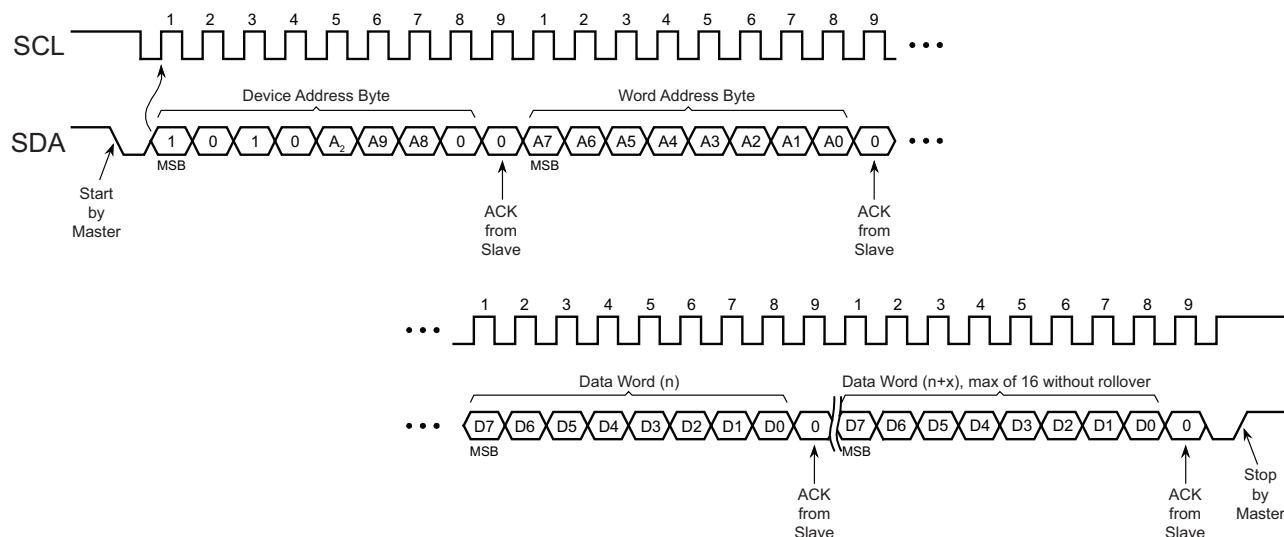 1 2 3 4 5 6 7 8 9 1 2 3 4 5 6 7 8 9
SCL
Device Address Byte Word Address Byte
SDA 1 0 1 0 A2 A9 A8 0 0 A7 A6 A5 A4 A3 A2 A1 A0 0
MSB MSB
Start
by
Master
ACK
from
Slave
ACK
from
Slave
1 2 3 4 5 6 7 8 9 1 2 3 4 5 6 7 8 9
Data Word (n) Data Word (n+x), max of 16 without rollover
D7 D6 D5 D4 D3 D2 D1 D0 0 D7 D6 D5 D4 D3 D2 D1 D0 0
MSB MSB
ACK
from
Slave
ACK
from
Slave
Stop
by
Master